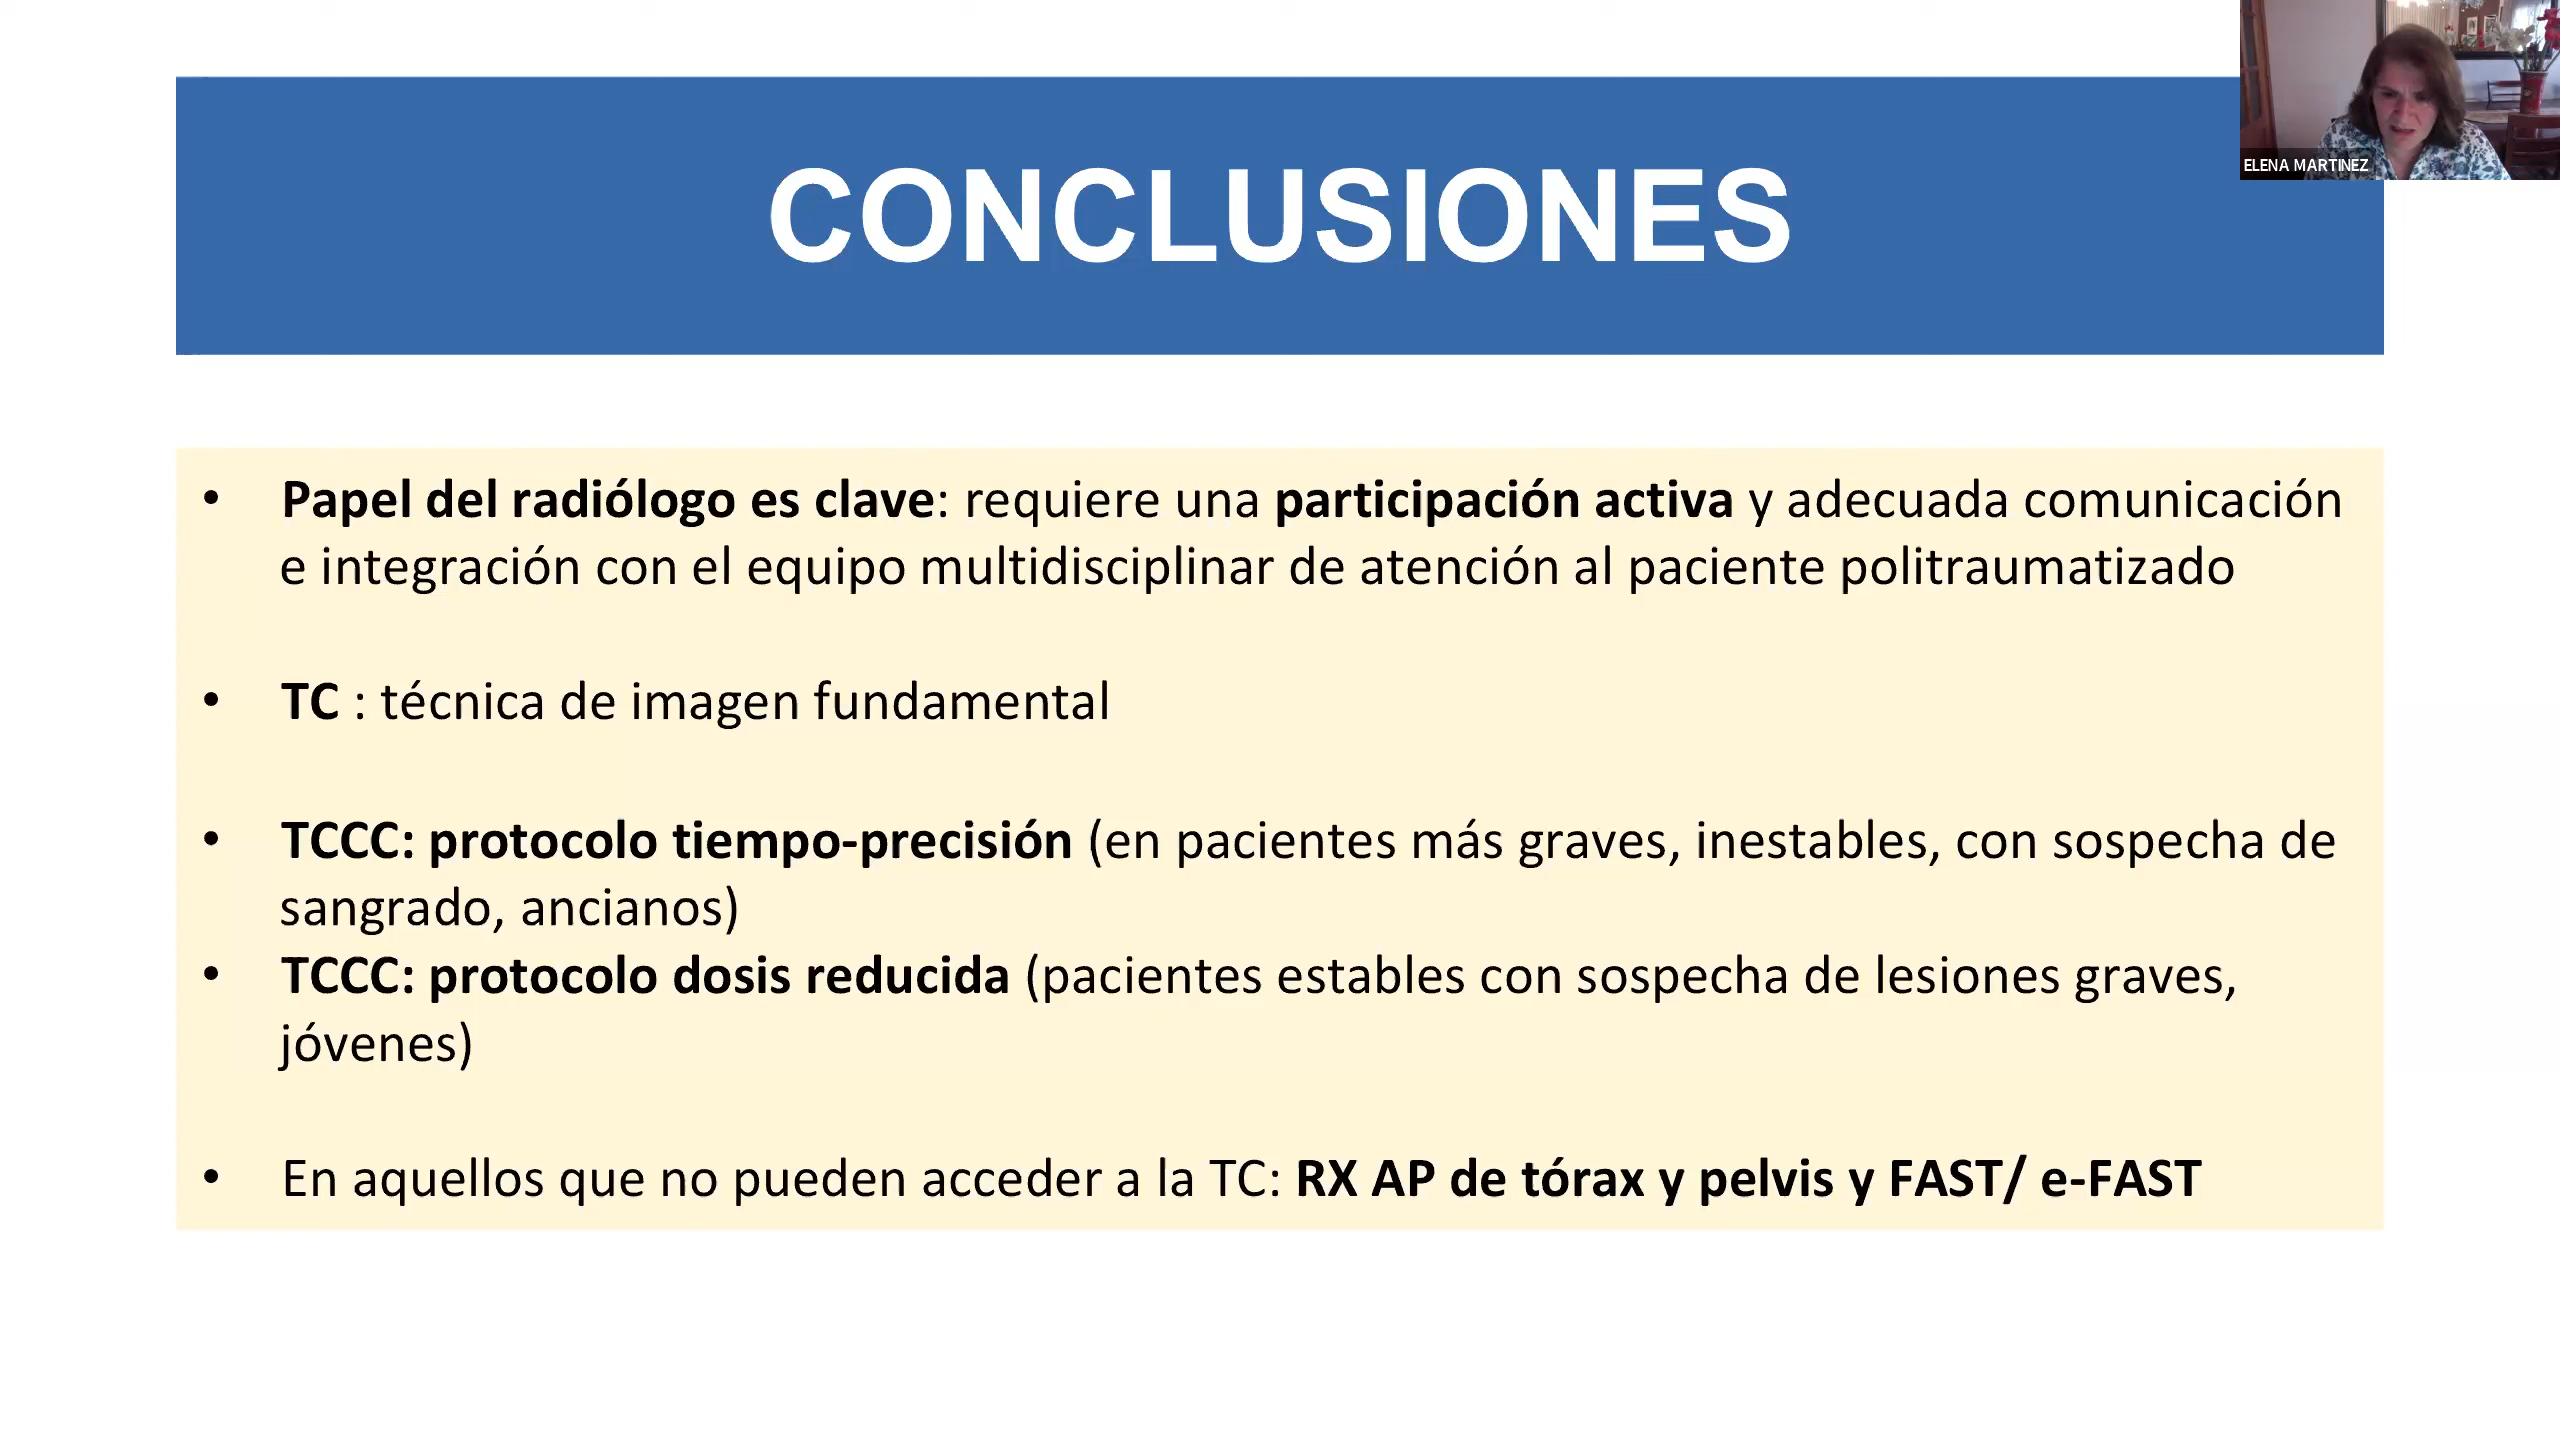 ELENA MARTINEZ
CONCLUSIONES
• Papel del radiólogo es clave: requiere una participación activa y adecuada comunicación
e integración con el equipo multidisciplinar de atención al paciente politraumatizado
• TC : técnica de imagen fundamental
• TCCC: protocolo tiempo-precisión (en pacientes más graves, inestables, con sospecha de
sangrado, ancianos)
• TCCC: protocolo dosis reducida (pacientes estables con sospecha de lesiones graves,
jóvenes)
• En aquellos que no pueden acceder a la TC: RX AP de tórax y pelvis y FAST/ e-FAST